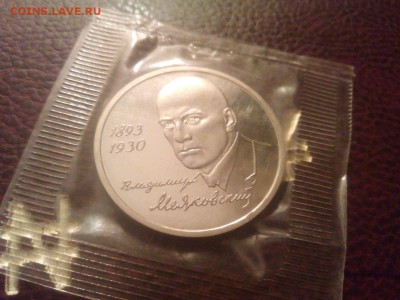 COINS.LAVE.RU
1893
1930
Владимир
Маяковский